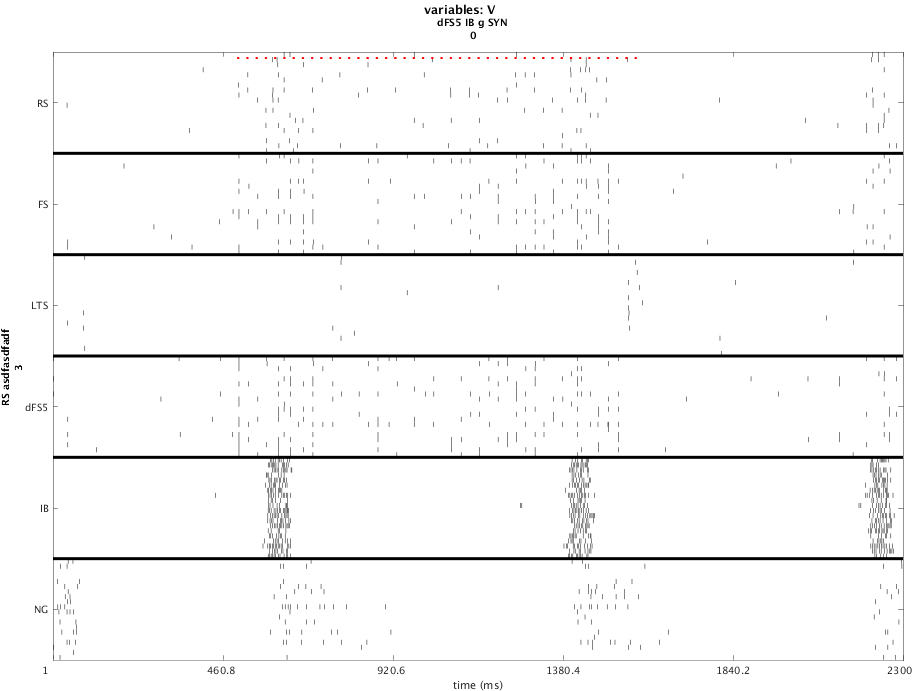 variables: V
dFS5 IB g SYN
0
RS
FS
LTS
dFS5
IB
NG
RS asdfasdfadf
3
1
460.8
920.6
1380.4
1840.2
2300
time (ms)